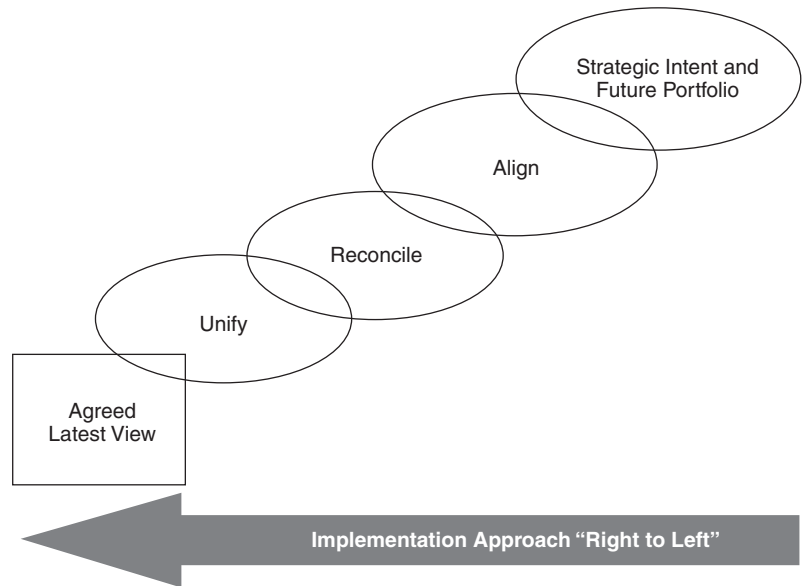 Strategic Intent and
Future Portfolio
Align
Reconcile
Unify
Agreed
Latest View
Implementation Approach “Right to Left”